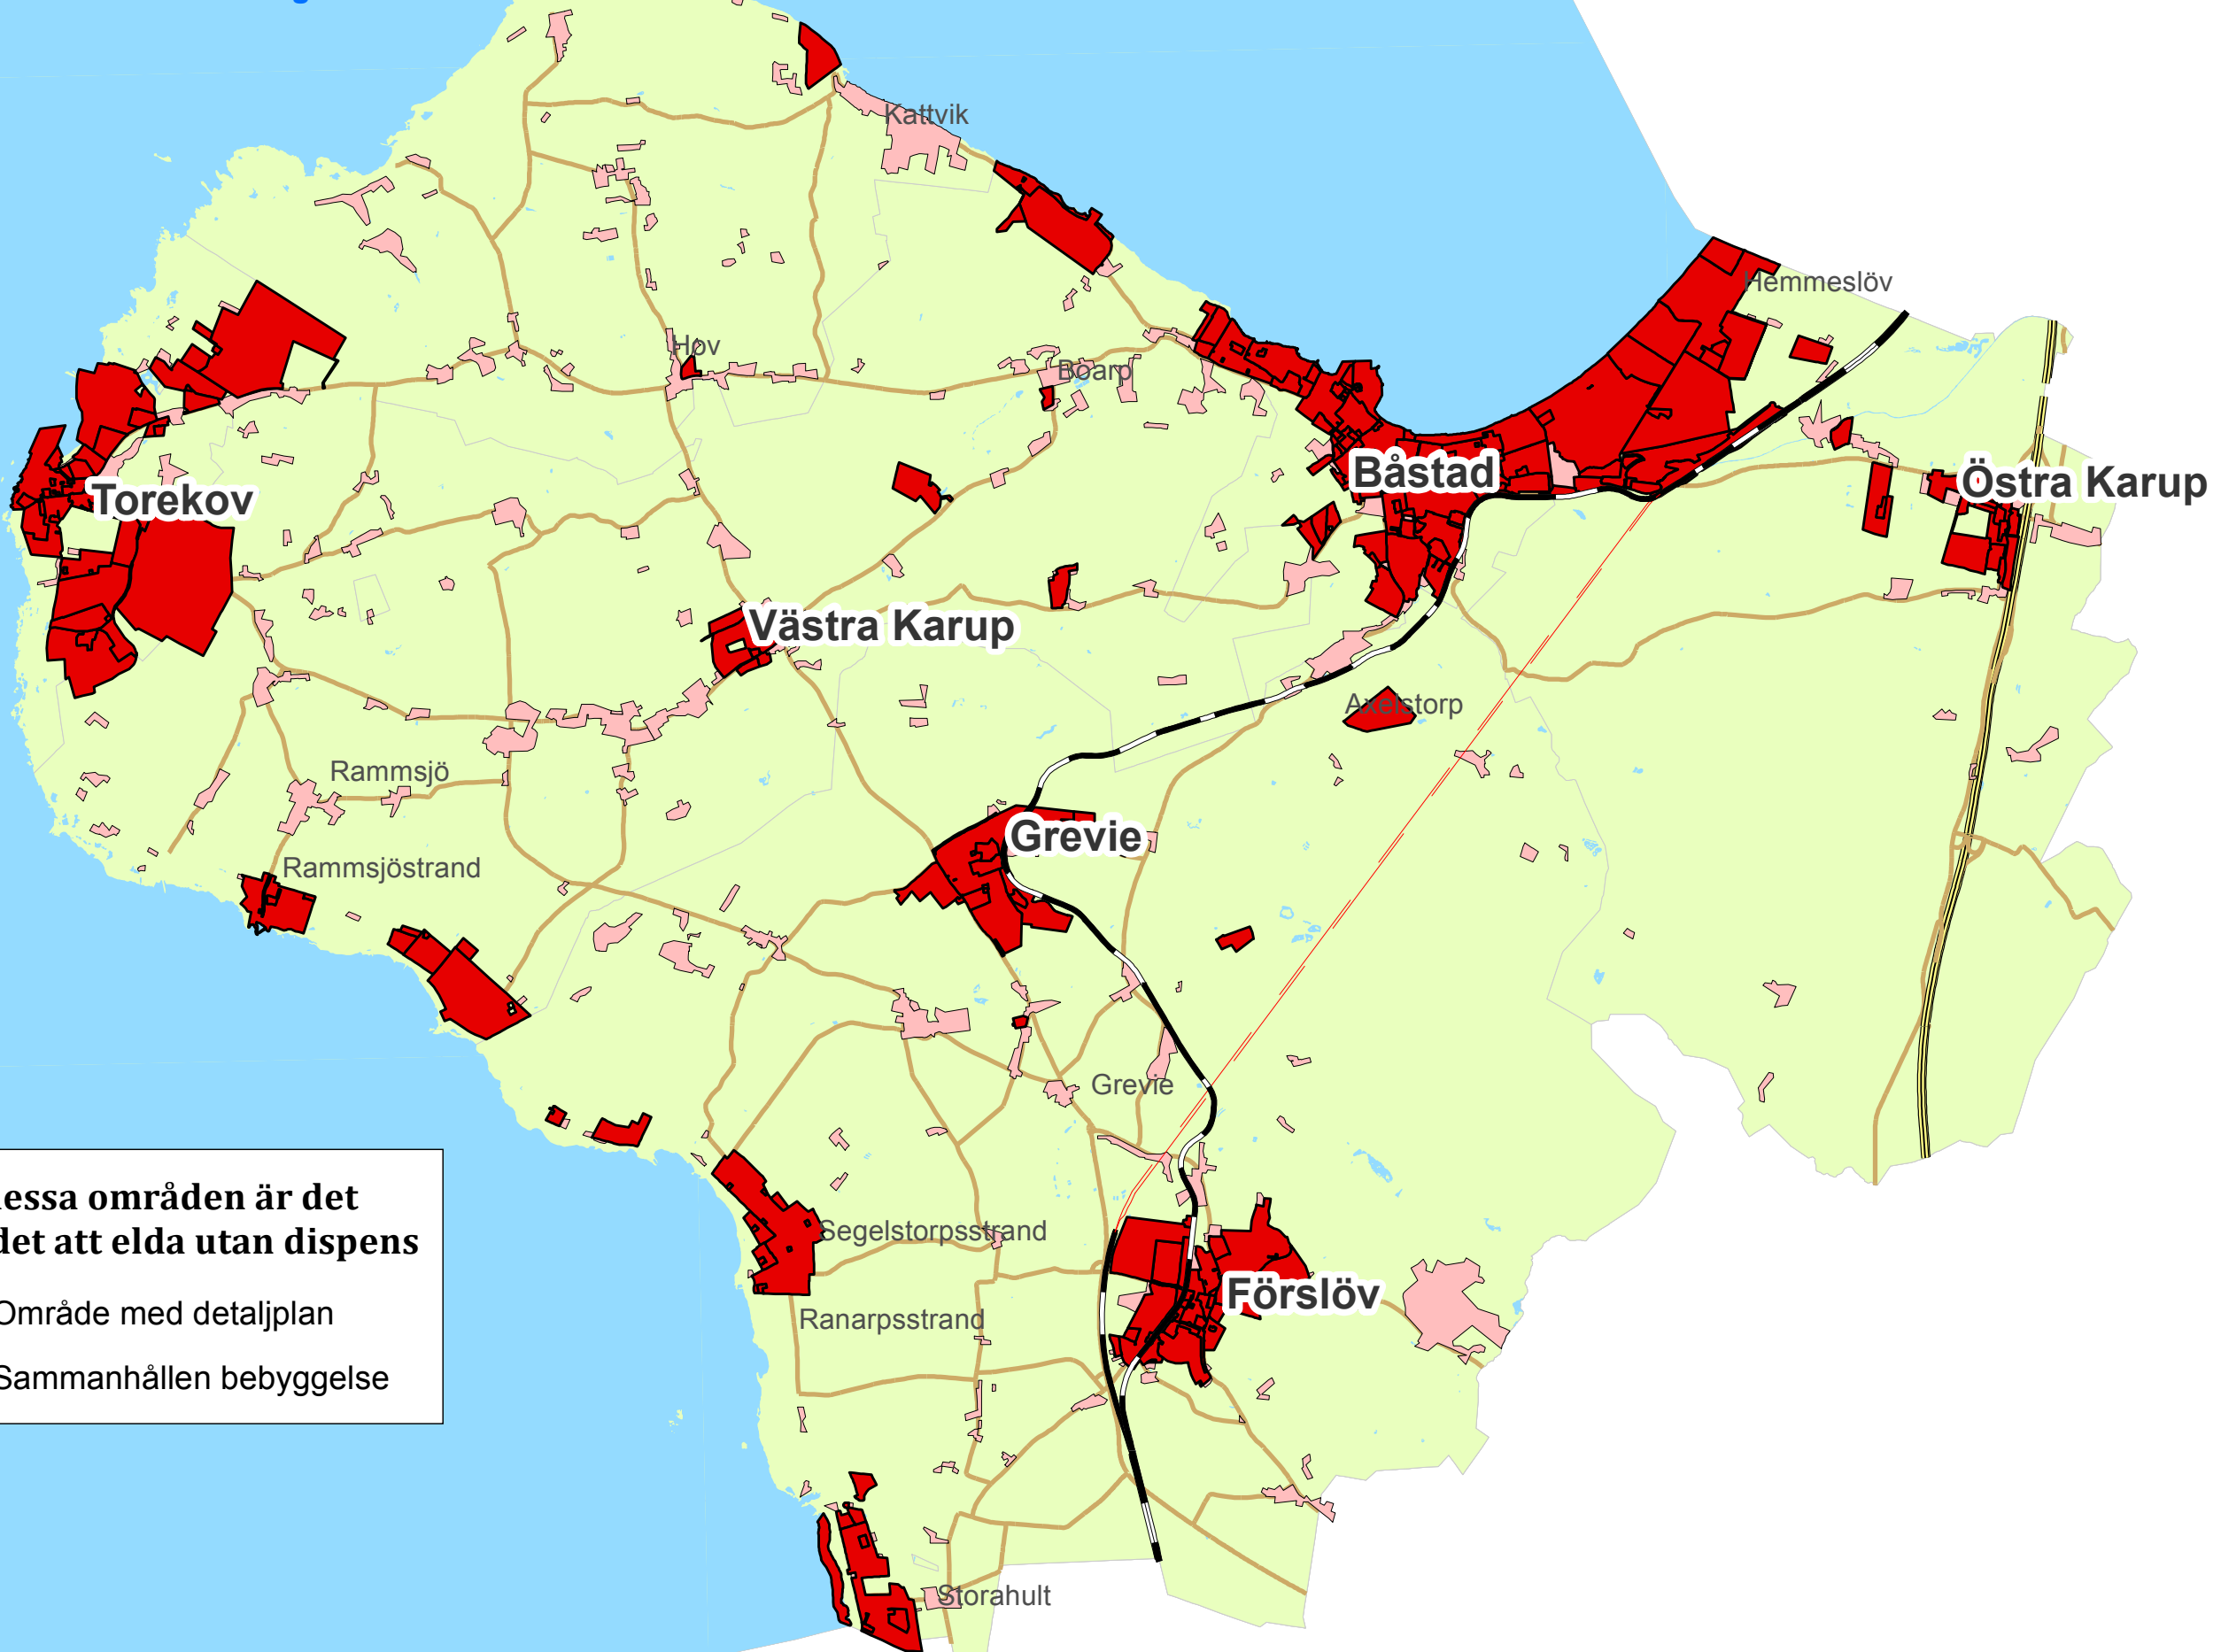 Kattvik
Hemmeslöv
Hov
Boarp
Båstad
Östra Karup
Torekov
Västra Karup
Axelstorp
Rammsjö
Grevie
Rammsjöstrand
Grevie
essa områden är det
det att elda utan dispens
Segelstorpsstrand
Förslöv
Område med detaljplan
Ranarpsstrand
Sammanhållen bebyggelse
Storahult